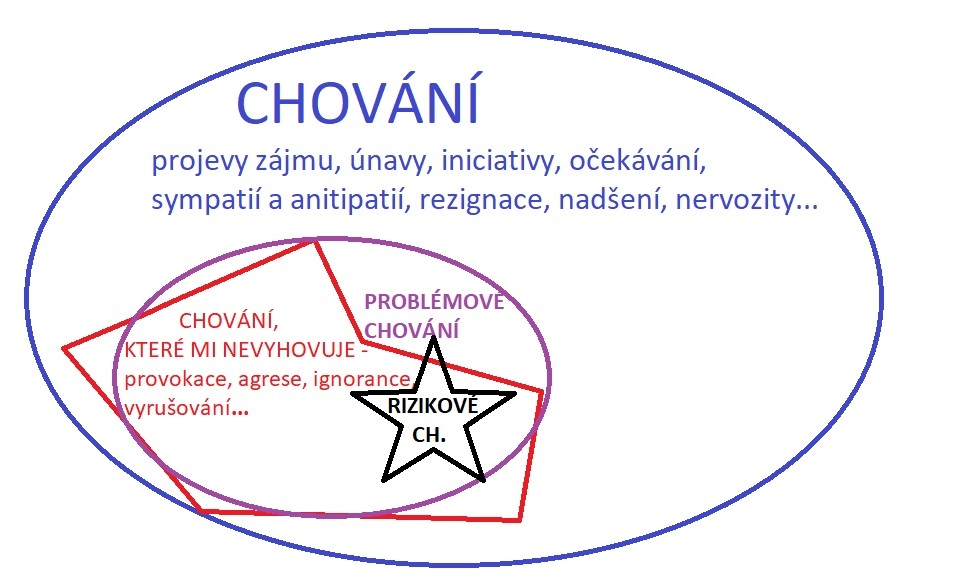 CHOVÁNÍ
projevy zájmu, únavy, iniciativy, očekávání,
sympatií a anitipatií, rezignace, nadšení, nervozity...
PROBLÉMOVÉ
CHOVÁNÍ
CHOVÁNÍ,
KTERÉ MI NEVYHOVUJE -
provokace, agrese, ignorance,
vyrušování...
RIZIKOVÉ
CH.